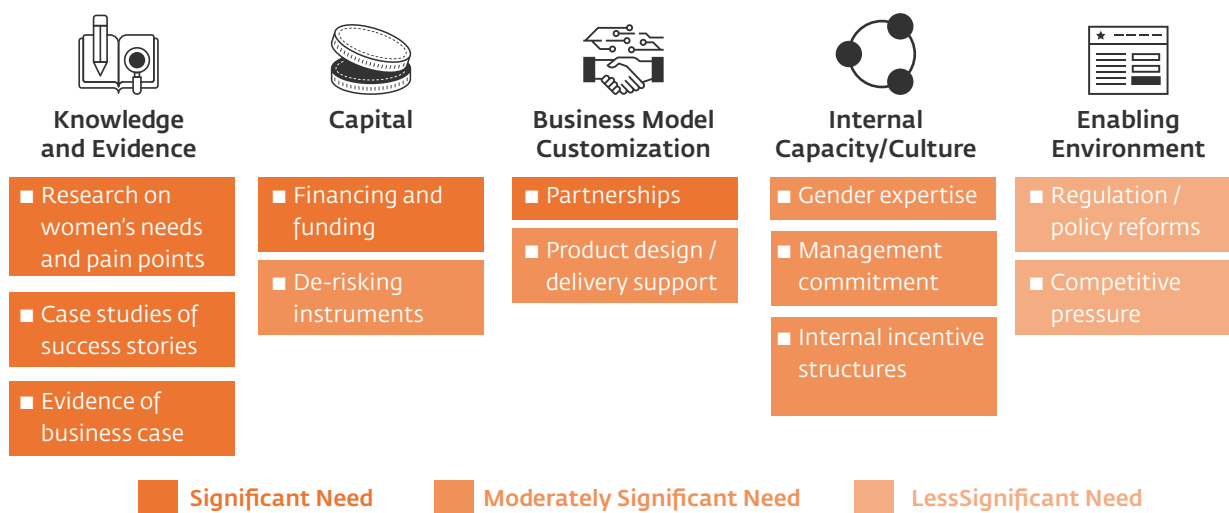 Knowledge
and Evidence
■ Research on
women's needs
and pain points
■ Case studies of
success stories
■ Evidence of
business case
Capital
■ Financing and
funding
■ De-risking
instruments
Business Model
Customization
■ Partnerships
■ Product design /
delivery support
Internal
Capacity/Culture
■ Gender expertise
■ Management
commitment
■ Internal incentive
structures
Enabling
Environment
■ Regulation /
policy reforms
■ Competitive
pressure
Significant Need
Moderately Significant Need
LessSignificant Need